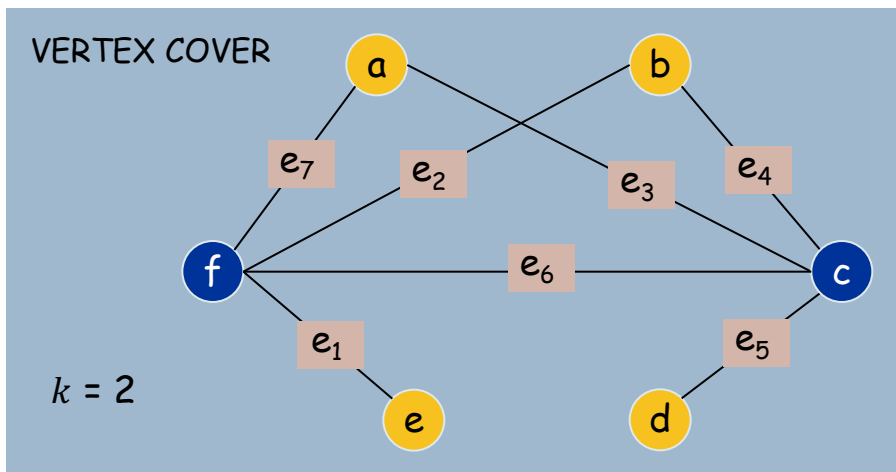 VERTEX COVER
a
b
e₇
e₂
e₃
e₄
f
e₆
c
e₁
e₅
k = 2
e
d